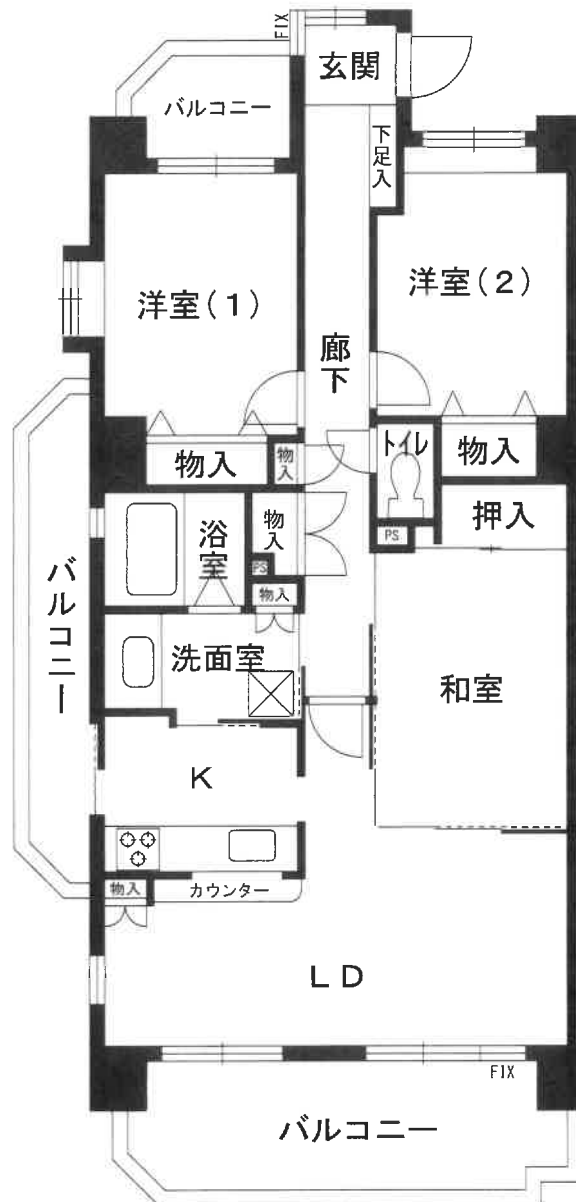 FIX
玄関
バルコニー
下足入
洋室(1)
洋室(2)
廊下
トイレ
物入
物入
物入
押入
浴室
物入
PS
PS
物入
バルコニー
洗面室
和室
K
物入
カウンター
LD
FIX
バルコニー